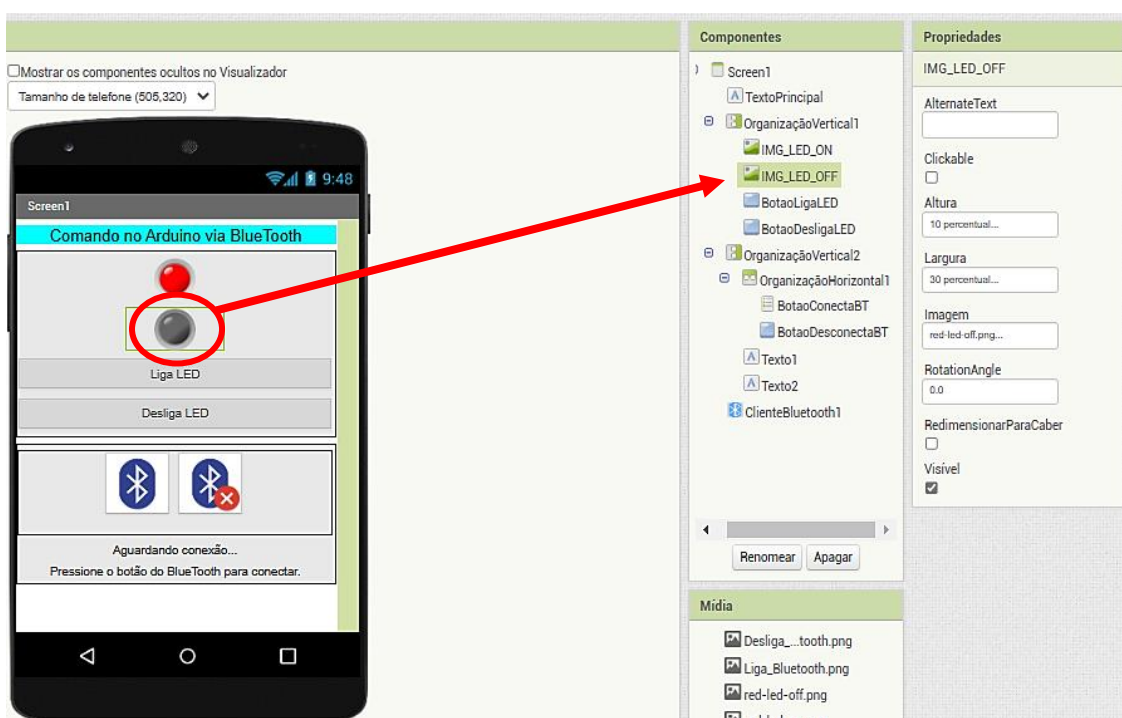 Mostrar os componentes ocultos no Visualizador
Tamanho de telefone (505,320)
9:48
Screen1
Comando no Arduino via BlueTooth
Liga LED
Desliga LED
Aguardando conexão...
Pressione o botão do BlueTooth para conectar.
Componentes
Screen1
TextoPrincipal
OrganizaçãoVertical1
IMG_LED_ON
IMG_LED_OFF
BotaoLigaLED
BotaoDesligaLED
OrganizaçãoVertical2
OrganizaçãoHorizontal1
BotaoConectaBT
BotaoDesconectaBT
Texto1
Texto2
ClienteBluetooth1
Renomear Apagar
Mídia
Desliga_...tooth.png
Liga_Bluetooth.png
red-led-off.png
Propriedades
IMG_LED_OFF
AlternateText
Clickable
Altura
10 percentual...
Largura
30 percentual...
Imagem
red-led-off.png...
RotationAngle
0.0
RedimensionarParaCaber
Visível